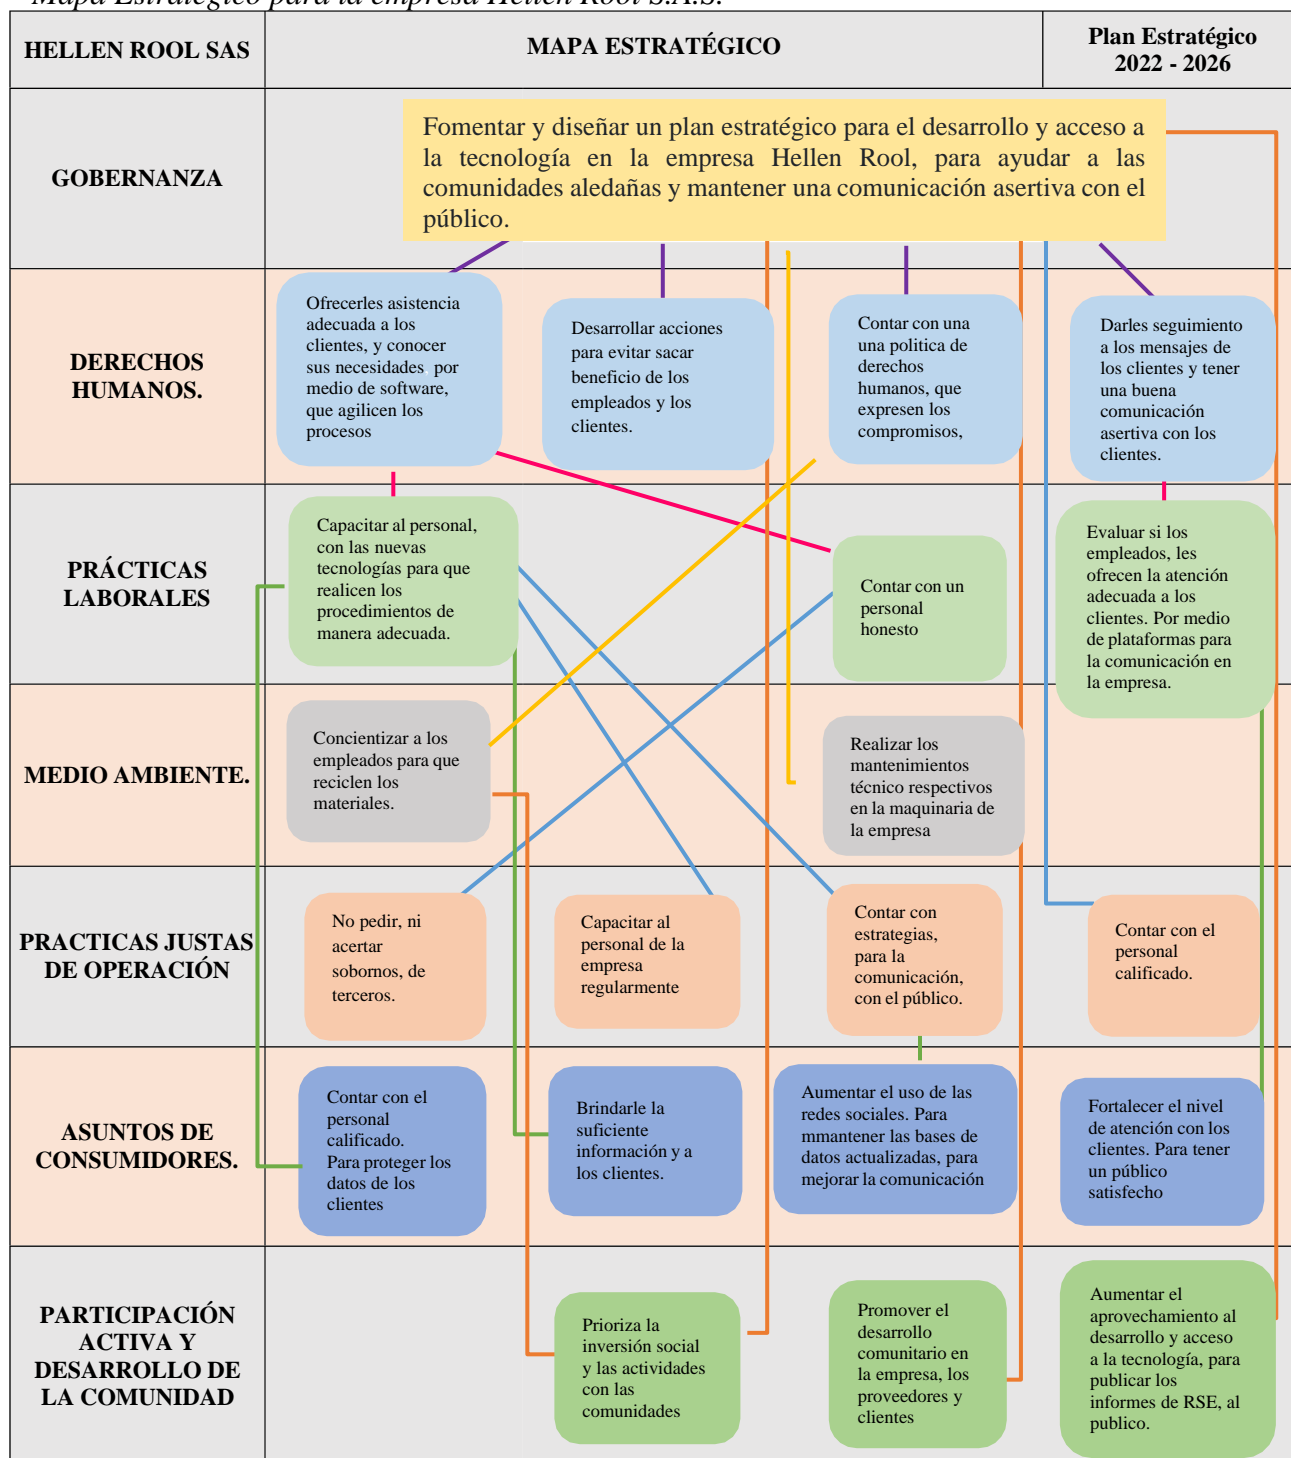 Mapa Estratégico para la empresa Hellen Rool S.A.S.
HELLEN ROOL SAS
MAPA ESTRATÉGICO
Plan Estratégico
2022 - 2026
GOBERNANZA
Fomentar y diseñar un plan estratégico para el desarrollo y acceso a
la tecnología en la empresa Hellen Rool, para ayudar a las
comunidades aledañas y mantener una comunicación asertiva con el
público.
DERECHOS
HUMANOS.
Ofrecerles asistencia
adecuada a los
clientes, y conocer
sus necesidades, por
medio de software,
que agilicen los
procesos
Desarrollar acciones
para evitar sacar
beneficio de los
empleados y los
clientes.
Contar con una
una politica de
derechos
humanos, que
expresen los
compromisos,
Darles seguimiento
a los mensajes de
los clientes y tener
una buena
comunicación
asertiva con los
clientes.
PRÁCTICAS
LABORALES
Capacitar al personal,
con las nuevas
tecnologías para que
realicen los
procedimientos de
manera adecuada.
Contar con un
personal
honesto
Evaluar si los
empleados, les
ofrecen la atención
adecuada a los
clientes. Por medio
de plataformas para
la comunicación en
la empresa.
MEDIO AMBIENTE.
Concientizar a los
empleados para que
reciclen los
materiales.
Realizar los
mantenimientos
técnico respectivos
en la maquinaria de
la empresa
PRACTICAS JUSTAS
DE OPERACIÓN
No pedir, ni
acertar
sobornos, de
terceros.
Capacitar al
personal de la
empresa
regularmente
Contar con
estrategias,
para la
comunicación,
con el público.
Contar con el
personal
calificado.
ASUNTOS DE
CONSUMIDORES.
Contar con el
personal
calificado.
Para proteger los
datos de los
clientes
Brindarle la
suficiente
información y a
los clientes.
Aumentar el uso de las
redes sociales. Para
mmantener las bases de
datos actualizadas, para
mejorar la comunicación
Fortalecer el nivel
de atención con los
clientes. Para tener
un público
satisfecho
PARTICIPACIÓN
ACTIVA Y
DESARROLLO DE
LA COMUNIDAD
Prioriza la
inversión social
y las actividades
con las
comunidades
Promover el
desarrollo
comunitario en
la empresa, los
proveedores y
clientes
Aumentar el
aprovechamiento al
desarrollo y acceso
a la tecnología, para
publicar los
informes de RSE, al
publico.